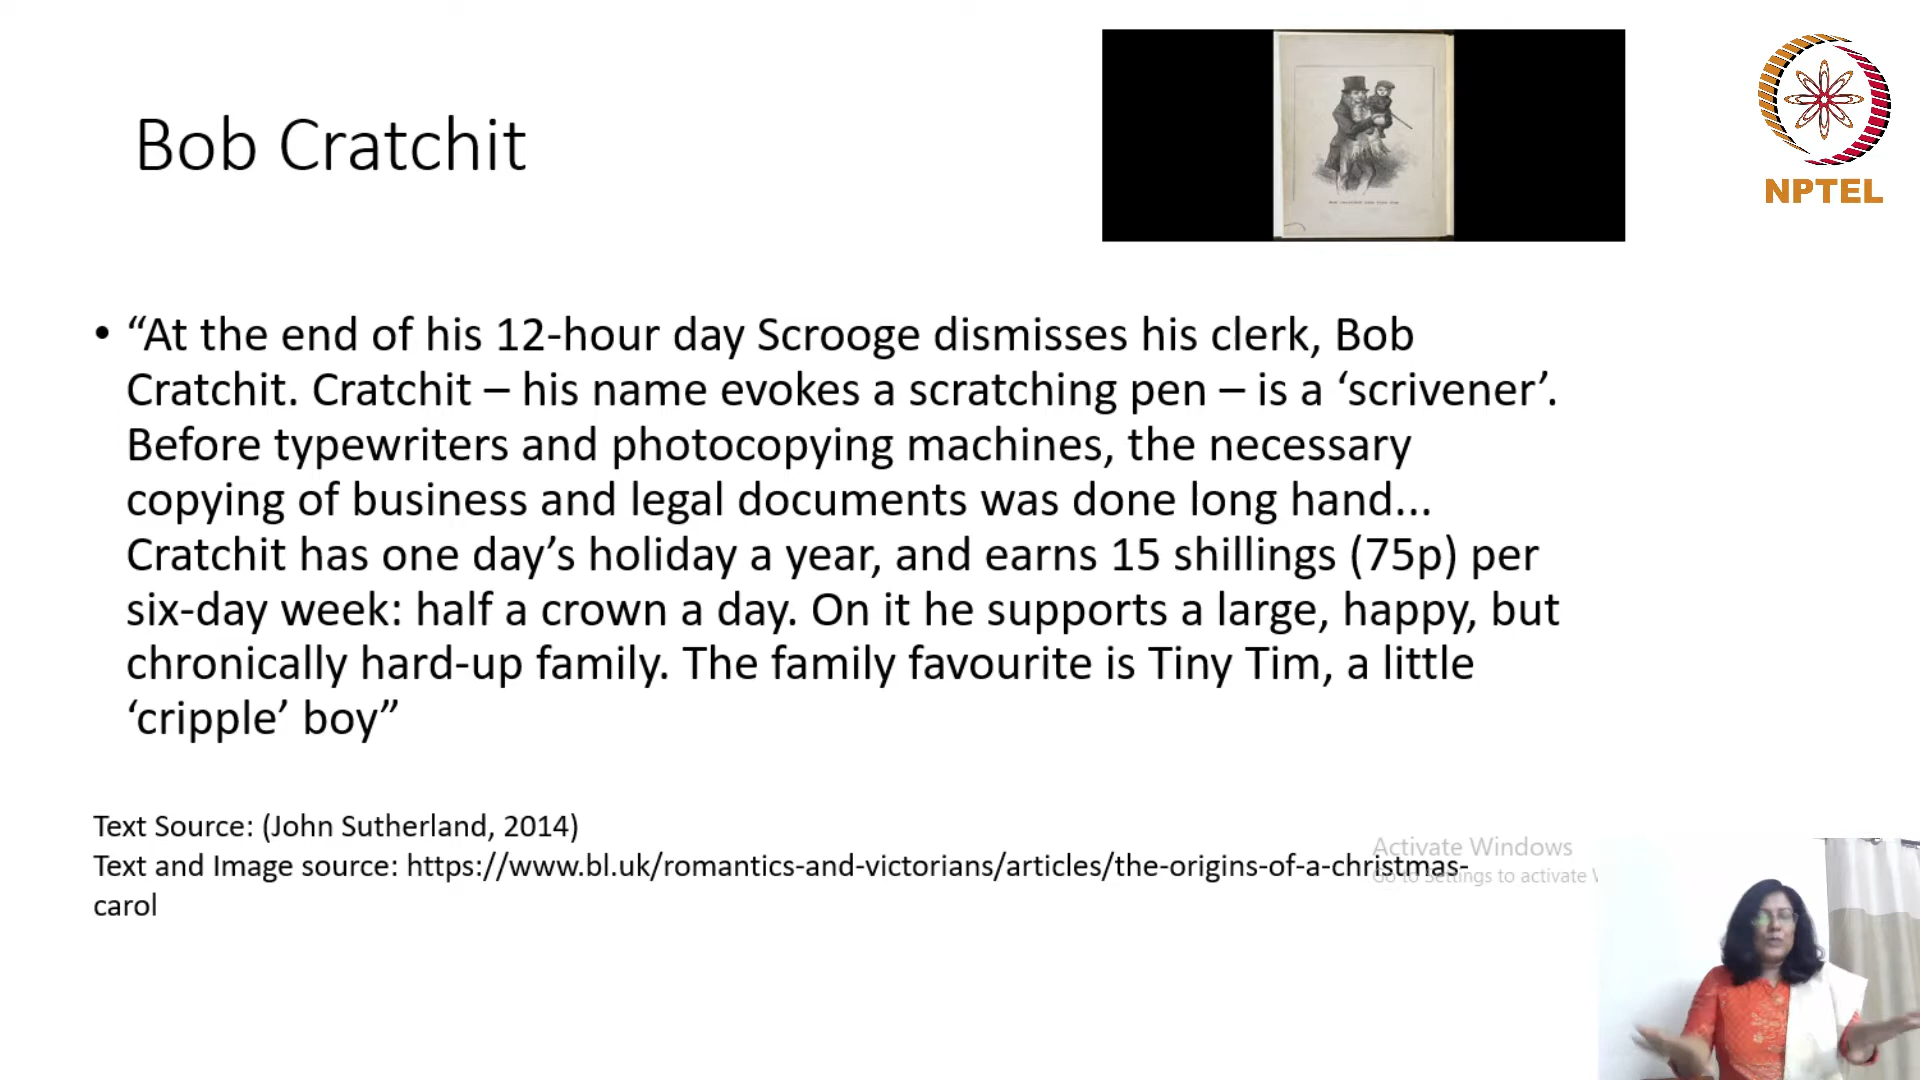 Bob Cratchit
NPTEL
• “At the end of his 12-hour day Scrooge dismisses his clerk, Bob
Cratchit. Cratchit – his name evokes a scratching pen – is a ‘scrivener’.
Before typewriters and photocopying machines, the necessary
copying of business and legal documents was done long hand...
Cratchit has one day’s holiday a year, and earns 15 shillings (75p) per
six-day week: half a crown a day. On it he supports a large, happy, but
chronically hard-up family. The family favourite is Tiny Tim, a little
‘cripple’ boy”
Text Source: (John Sutherland, 2014)
Text and Image source: https://www.bl.uk/romantics-and-victorians/articles/the-origins-of-a-christmas-
carol
Activate Windows
Go to Settings to activate